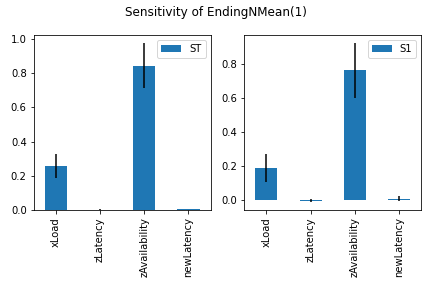 Sensitivity of EndingNMean(1)
1.0
0.8
0.6
0.4
0.2
0.0
ST
xLoad
zLatency
zAvailability
newLatency
0.8
0.6
0.4
0.2
0.0
S1
xLoad
zLatency
zAvailability
newLatency